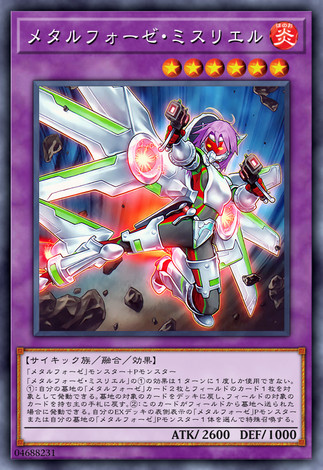 メタルフォーゼ・ミスリエル
炎
【サイキック族／融合／効果】
「メタルフォーゼ」モンスター＋Pモンスター
「メタルフォーゼ・ミスリエル」の①の効果は１ターンに１度しか使用できない。
①：自分の墓地の「メタルフォーゼ」カード２枚とフィールドのカード１枚を対
象として発動できる。対象の墓地のカードをデッキに戻し、フィールドの対象
のカードを持ち主の手札に戻す。②：このカードがフィールドから墓地へ送られた
場合に発動できる。自分のEXデッキの表側表示の「メタルフォーゼ」Pモンスター
または自分の墓地の「メタルフォーゼ」Pモンスター１体を選んで特殊召喚する。
ATK/ 2600 DEF/1000
04688231